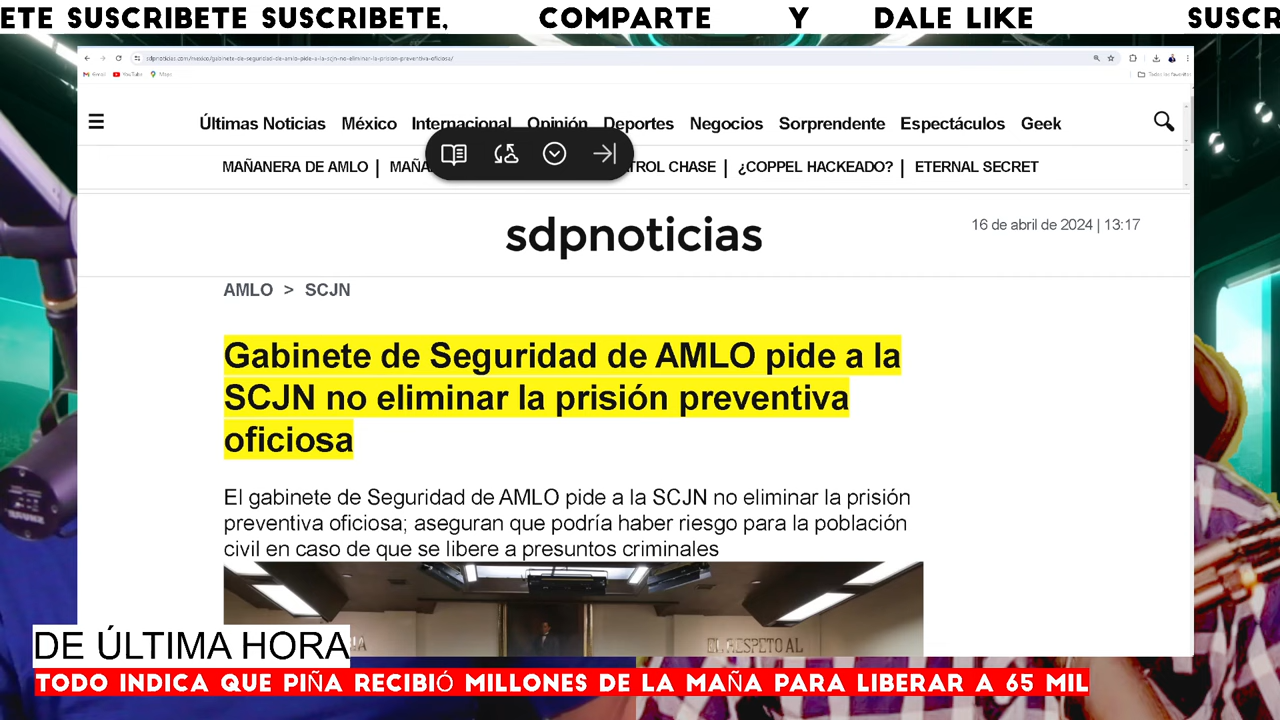 ETE SUSCRIBETE SUSCRIBETE, COMPARTE Y DALE LIKE SUSC
sdpnoticias.com/mexico/gabinete-de-seguridad-de-amlo-pide-a-la-scjn-no-eliminar-la-prision-preventiva-oficiosa/
Gmail YouTube Maps Todos los favoritos
Últimas Noticias México Internacional Opinión Deportes Negocios Sorprendente Espectáculos Geek
MAÑANERA DE AMLO | MAÑA TROL CHASE | ¿COPPEL HACKEADO? | ETERNAL SECRET
sdpnoticias
16 de abril de 2024 | 13:17
AMLO > SCJN
Gabinete de Seguridad de AMLO pide a la
SCJN no eliminar la prisión preventiva
oficiosa
El gabinete de Seguridad de AMLO pide a la SCJN no eliminar la prisión
preventiva oficiosa; aseguran que podría haber riesgo para la población
civil en caso de que se libere a presuntos criminales
EL RESPETO AL
DE ÚLTIMA HORA
TODO INDICA QUE PIÑA RECIBIÓ MILLONES DE LA MAÑA PARA LIBERAR A 65 MIL